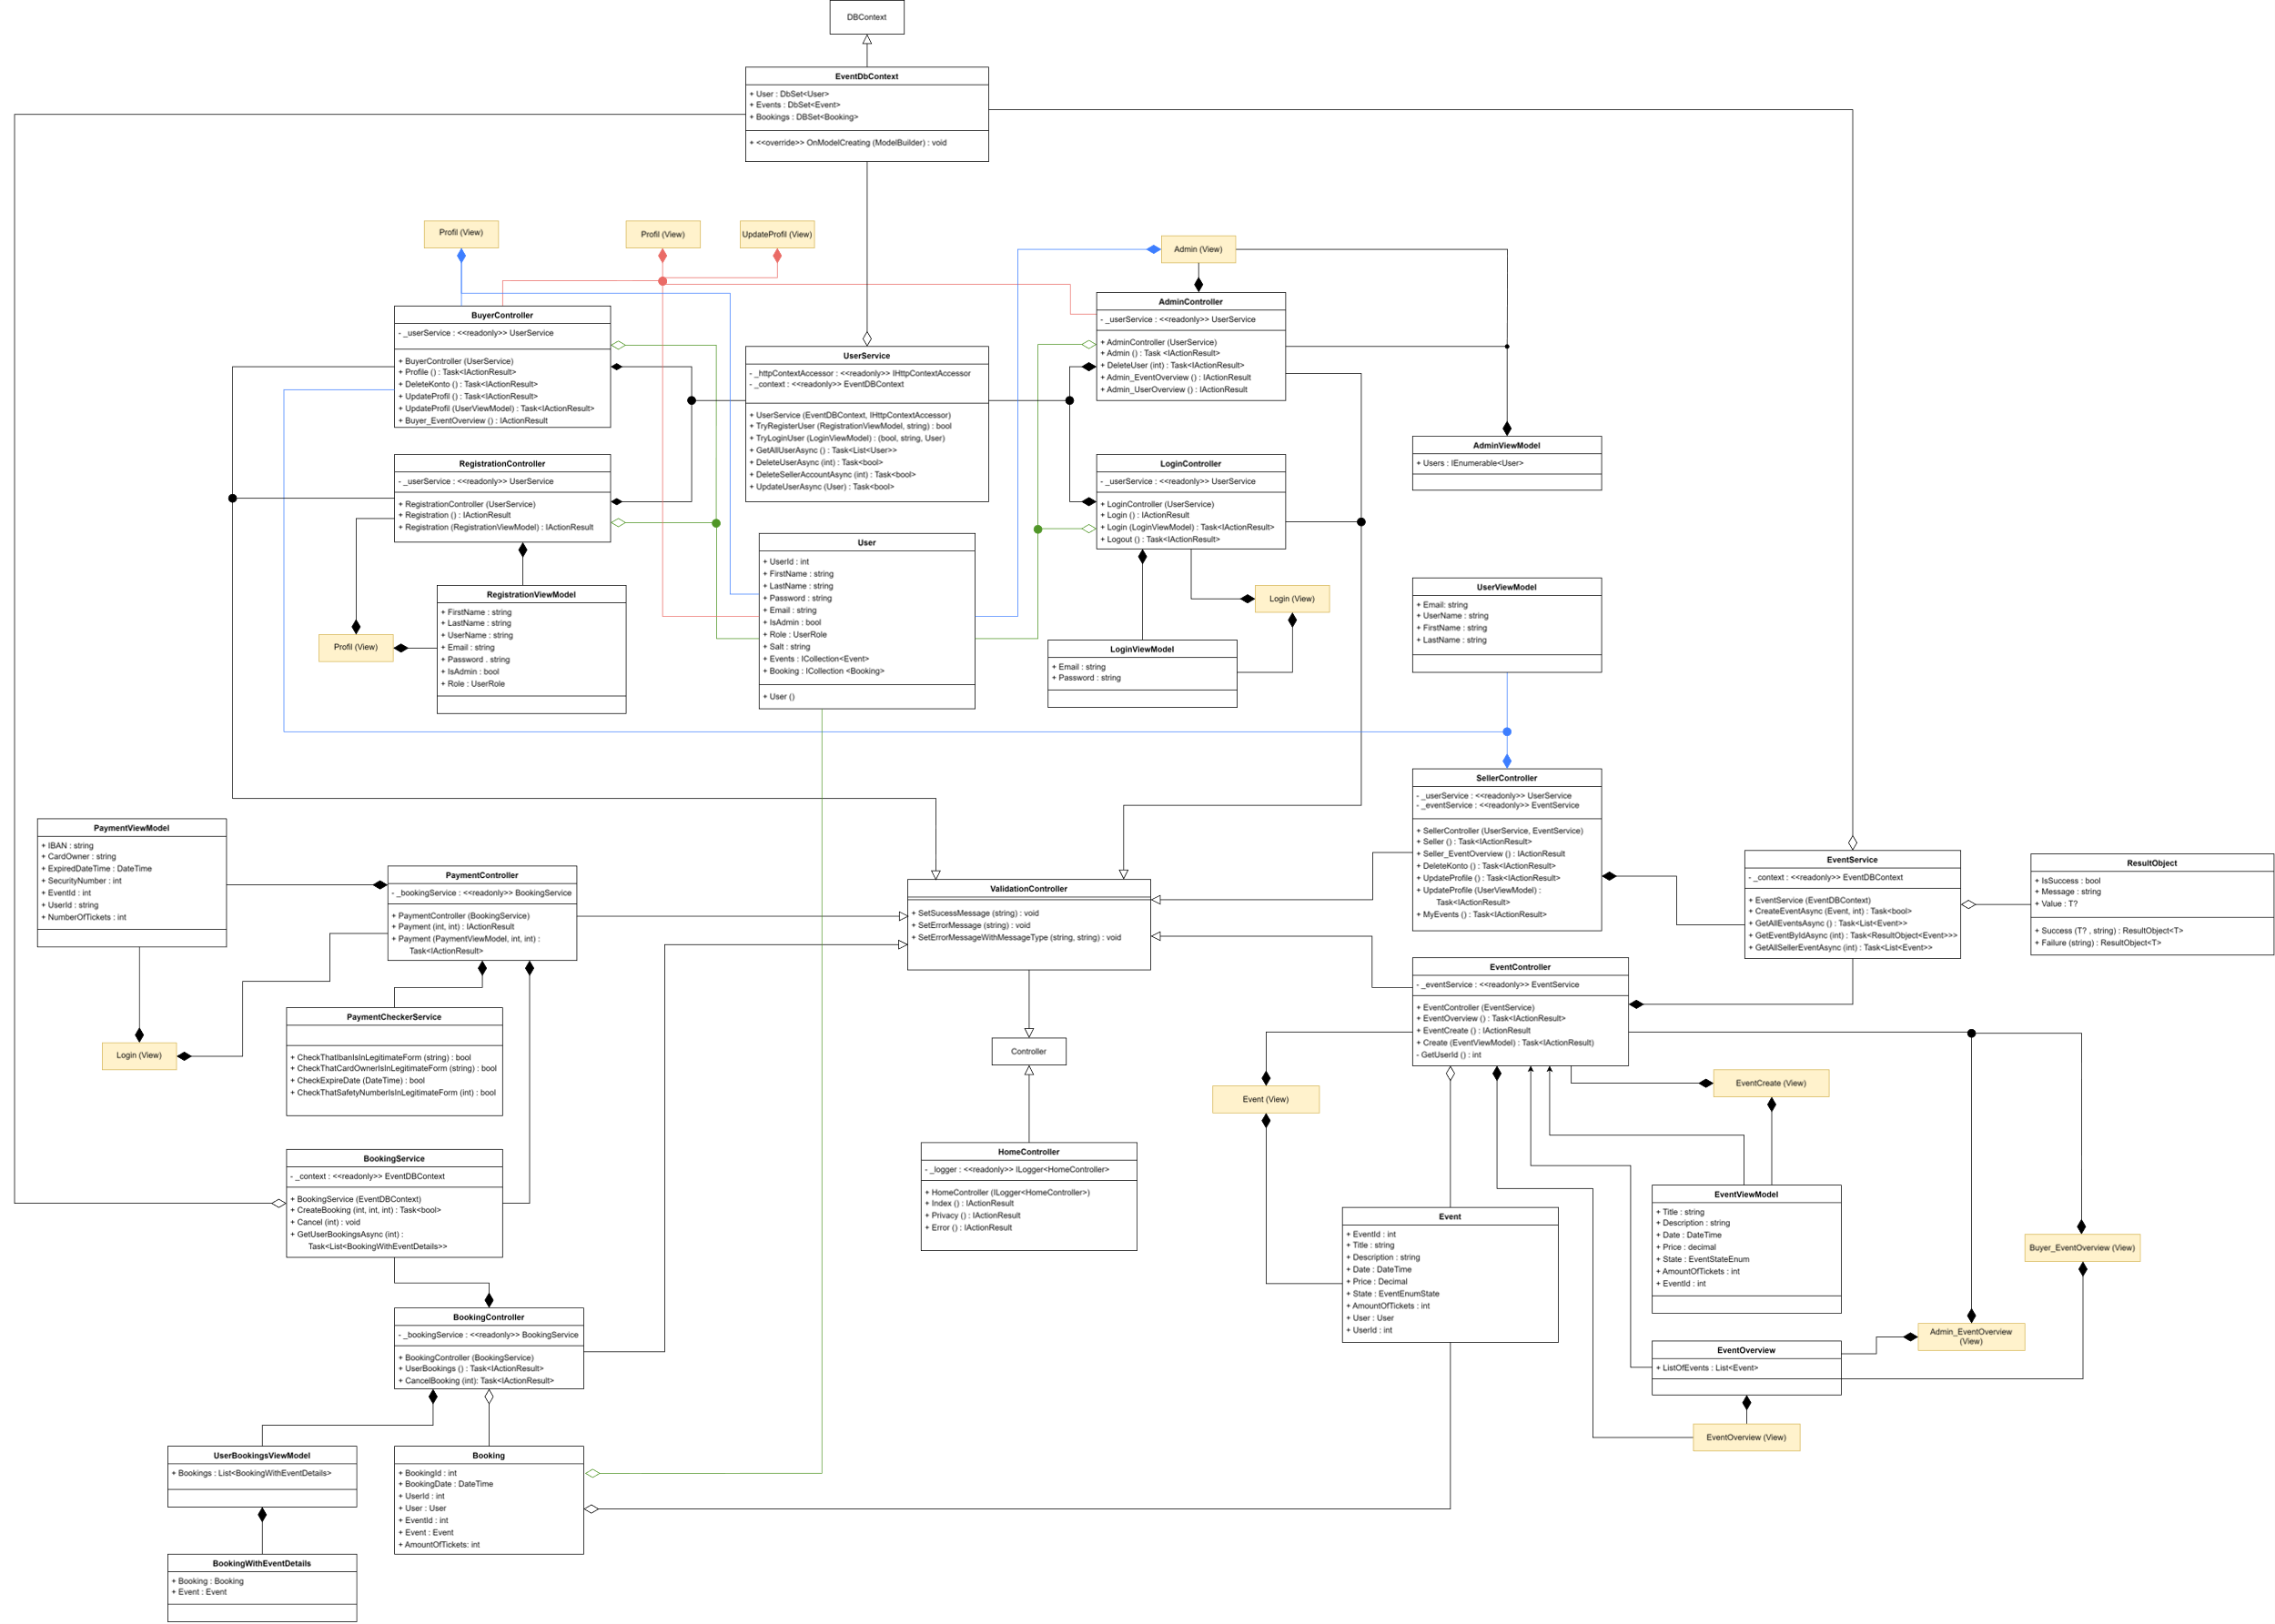 DBContext
EventDbContext
+ User : DbSet<User>
+ Events : DbSet<Event>
+ Bookings : DBSet<Booking>
+ <<override>> OnModelCreating (ModelBuilder) : void
Profil (View)
Profil (View)
UpdateProfil (View)
Admin (View)
BuyerController
- _userService : <<readonly>> UserService
+ BuyerController (UserService)
+ Profile () : Task<IActionResult>
+ DeleteKonto () : Task<IActionResult>
+ UpdateProfil () : Task<IActionResult>
+ UpdateProfil (UserViewModel) : Task<IActionResult>
+ Buyer_EventOverview () : IActionResult
UserService
- _httpContextAccessor : <<readonly>> IHttpContextAccessor
- _context : <<readonly>> EventDBContext
+ UserService (EventDBContext, IHttpContextAccessor)
+ TryRegisterUser (RegistrationViewModel, string) : bool
+ TryLoginUser (LoginViewModel) : (bool, string, User)
+ GetAllUserAsync () : Task<List<User>>
+ DeleteUserAsync (int) : Task<bool>
+ DeleteSellerAccountAsync (int) : Task<bool>
+ UpdateUserAsync (User) : Task<bool>
AdminController
- _userService : <<readonly>> UserService
+ AdminController (UserService)
+ Admin () : Task <IActionResult>
+ DeleteUser (int) : Task<IActionResult>
+ Admin_EventOverview () : IActionResult
+ Admin_UserOverview () : IActionResult
AdminViewModel
+ Users : IEnumerable<User>
RegistrationController
- _userService : <<readonly>> UserService
+ RegistrationController (UserService)
+ Registration () : IActionResult
+ Registration (RegistrationViewModel) : IActionResult
LoginController
- _userService : <<readonly>> UserService
+ LoginController (UserService)
+ Login () : IActionResult
+ Login (LoginViewModel) : Task<IActionResult>
+ Logout () : Task<IActionResult>
User
+ UserId : int
+ FirstName : string
+ LastName : string
+ Password : string
+ Email : string
+ IsAdmin : bool
+ Role : UserRole
+ Salt : string
+ Events : ICollection<Event>
+ Booking : ICollection <Booking>
+ User ()
RegistrationViewModel
+ FirstName : string
+ LastName : string
+ UserName : string
+ Email : string
+ Password . string
+ IsAdmin : bool
+ Role : UserRole
Profil (View)
Login (View)
LoginViewModel
+ Email : string
+ Password : string
UserViewModel
+ Email: string
+ UserName : string
+ FirstName : string
+ LastName : string
SellerController
- _userService : <<readonly>> UserService
- _eventService : <<readonly>> EventService
+ SellerController (UserService, EventService)
+ Seller () : Task<IActionResult>
+ Seller_EventOverview () : IActionResult
+ DeleteKonto () : Task<IActionResult>
+ UpdateProfile () : Task<IActionResult>
+ UpdateProfile (UserViewModel) :
Task<IActionResult>
+ MyEvents () : Task<IActionResult>
PaymentViewModel
+ IBAN : string
+ CardOwner : string
+ ExpiredDateTime : DateTime
+ SecurityNumber : int
+ EventId : int
+ UserId : string
+ NumberOfTickets : int
PaymentController
- _bookingService : <<readonly>> BookingService
+ PaymentController (BookingService)
+ Payment (int, int) : IActionResult
+ Payment (PaymentViewModel, int, int) :
Task<IActionResult>
ValidationController
+ SetSucessMessage (string) : void
+ SetErrorMessage (string) : void
+ SetErrorMessageWithMessageType (string, string) : void
EventService
- _context : <<readonly>> EventDBContext
+ EventService (EventDBContext)
+ CreateEventAsync (Event, int) : Task<bool>
+ GetAllEventsAsync () : Task<List<Event>>
+ GetEventByIdAsync (int) : Task<ResultObject<Event>>>
+ GetAllSellerEventAsync (int) : Task<List<Event>>
ResultObject
+ IsSuccess : bool
+ Message : string
+ Value : T?
+ Success (T? , string) : ResultObject<T>
+ Failure (string) : ResultObject<T>
EventController
- _eventService : <<readonly>> EventService
+ EventController (EventService)
+ EventOverview () : Task<IActionResult>
+ EventCreate () : IActionResult
+ Create (EventViewModel) : Task<IActionResult)
- GetUserId () : int
PaymentCheckerService
+ CheckThatIbanIsInLegitimateForm (string) : bool
+ CheckThatCardOwnerIsInLegitimateForm (string) : bool
+ CheckExpireDate (DateTime) : bool
+ CheckThatSafetyNumberIsInLegitimateForm (int) : bool
Login (View)
Controller
Event (View)
EventCreate (View)
BookingService
- _context : <<readonly>> EventDBContext
+ BookingService (EventDBContext)
+ CreateBooking (int, int, int) : Task<bool>
+ Cancel (int) : void
+ GetUserBookingsAsync (int) :
Task<List<BookingWithEventDetails>>
HomeController
- _logger : <<readonly>> ILogger<HomeController>
+ HomeController (ILogger<HomeController>)
+ Index () : IActionResult
+ Privacy () : IActionResult
+ Error () : IActionResult
Event
+ EventId : int
+ Title : string
+ Description : string
+ Date : DateTime
+ Price : Decimal
+ State : EventEnumState
+ AmountOfTickets : int
+ User : User
+ UserId : int
EventViewModel
+ Title : string
+ Description : string
+ Date : DateTime
+ Price : decimal
+ State : EventStateEnum
+ AmountOfTickets : int
+ EventId : int
Buyer_EventOverview (View)
Admin_EventOverview
(View)
EventOverview
+ ListOfEvents : List<Event>
EventOverview (View)
BookingController
- _bookingService : <<readonly>> BookingService
+ BookingController (BookingService)
+ UserBookings () : Task<IActionResult>
+ CancelBooking (int): Task<IActionResult>
UserBookingsViewModel
+ Bookings : List<BookingWithEventDetails>
Booking
+ BookingId : int
+ BookingDate : DateTime
+ UserId : int
+ User : User
+ EventId : int
+ Event : Event
+ AmountOfTickets: int
BookingWithEventDetails
+ Booking : Booking
+ Event : Event